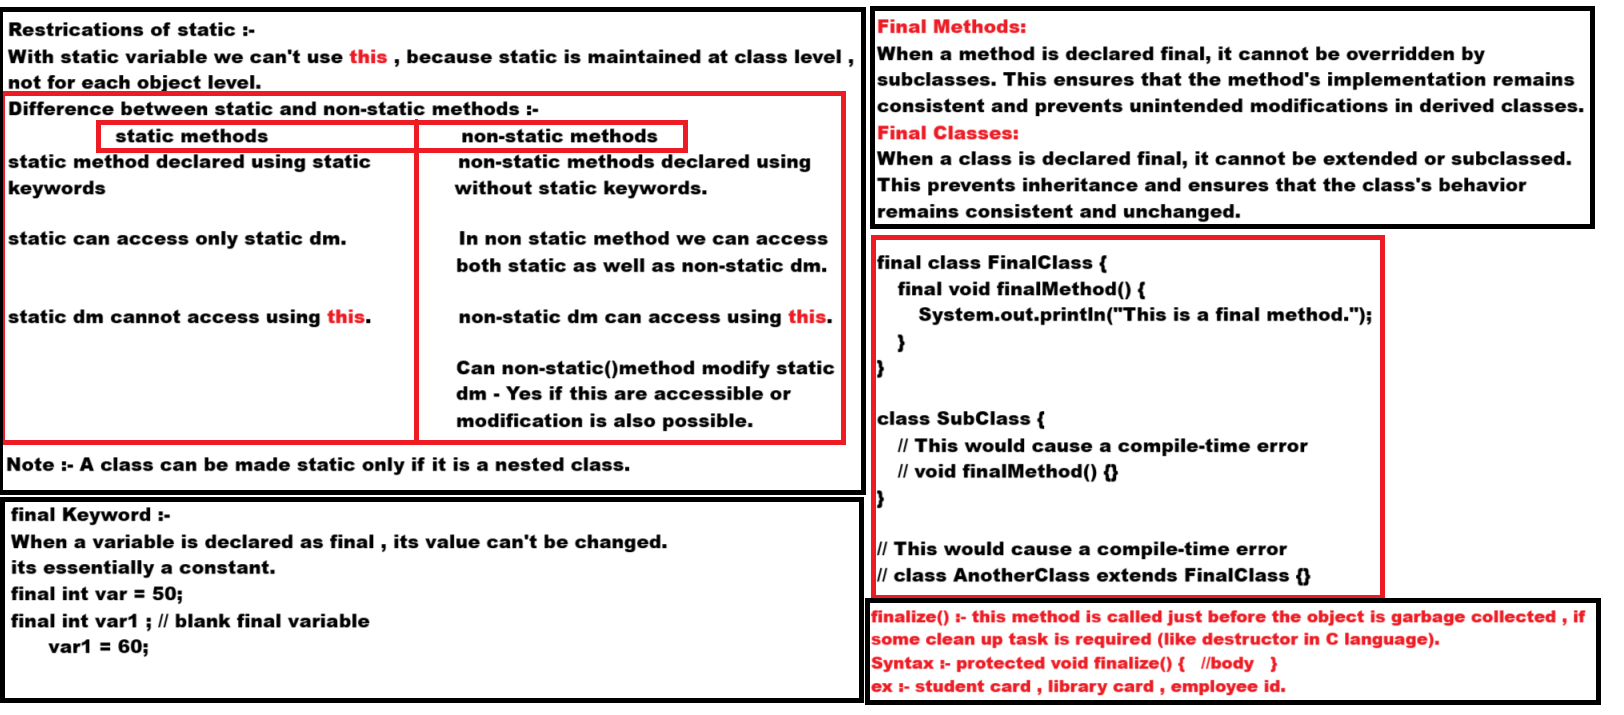 Restrications of static :-
With static variable we can't use this , because static is maintained at class level ,
not for each object level.
Difference between static and non-static methods :-
static methods non-static methods
static method declared using static
keywords
non-static methods declared using
without static keywords.
static can access only static dm.
In non static method we can access
both static as well as non-static dm.
static dm cannot access using this.
non-static dm can access using this.
Can non-static()method modify static
dm - Yes if this are accessible or
modification is also possible.
Note :- A class can be made static only if it is a nested class.
final Keyword :-
When a variable is declared as final , its value can't be changed.
its essentially a constant.
final int var = 50;
final int var1 ; // blank final variable
var1 = 60;
Final Methods:
When a method is declared final, it cannot be overridden by
subclasses. This ensures that the method's implementation remains
consistent and prevents unintended modifications in derived classes.
Final Classes:
When a class is declared final, it cannot be extended or subclassed.
This prevents inheritance and ensures that the class's behavior
remains consistent and unchanged.
final class FinalClass {
final void finalMethod() {
System.out.println("This is a final method.");
}
}
class SubClass {
// This would cause a compile-time error
// void finalMethod() {}
}
// This would cause a compile-time error
// class AnotherClass extends FinalClass {}
finalize() :- this method is called just before the object is garbage collected , if
some clean up task is required (like destructor in C language).
Syntax :- protected void finalize() { //body }
ex :- student card , library card , employee id.